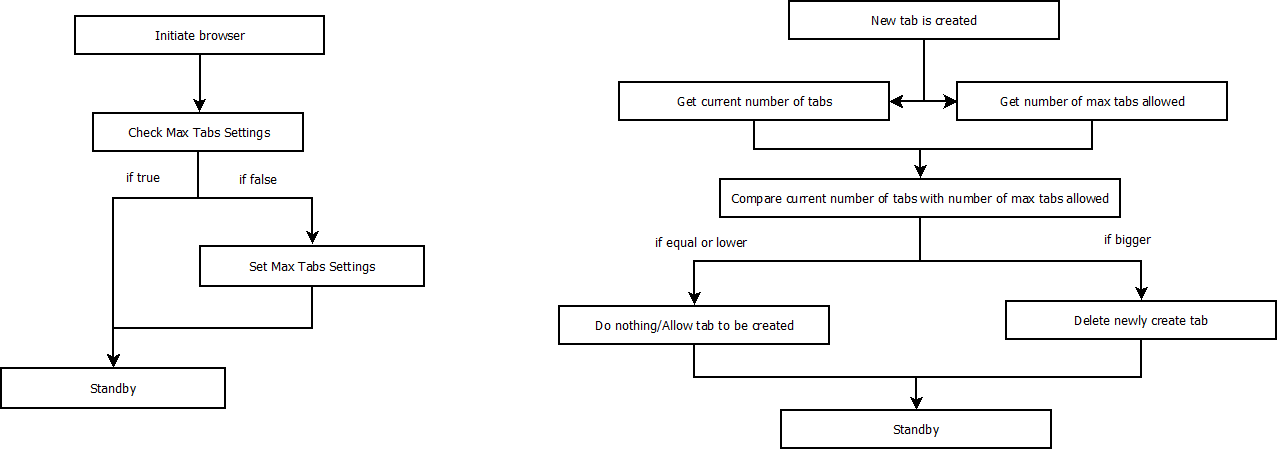 Initiate browser
Check Max Tabs Settings
if true
if false
Set Max Tabs Settings
Standby
New tab is created
Get current number of tabs
Get number of max tabs allowed
Compare current number of tabs with number of max tabs allowed
if equal or lower
if bigger
Do nothing/Allow tab to be created
Delete newly create tab
Standby